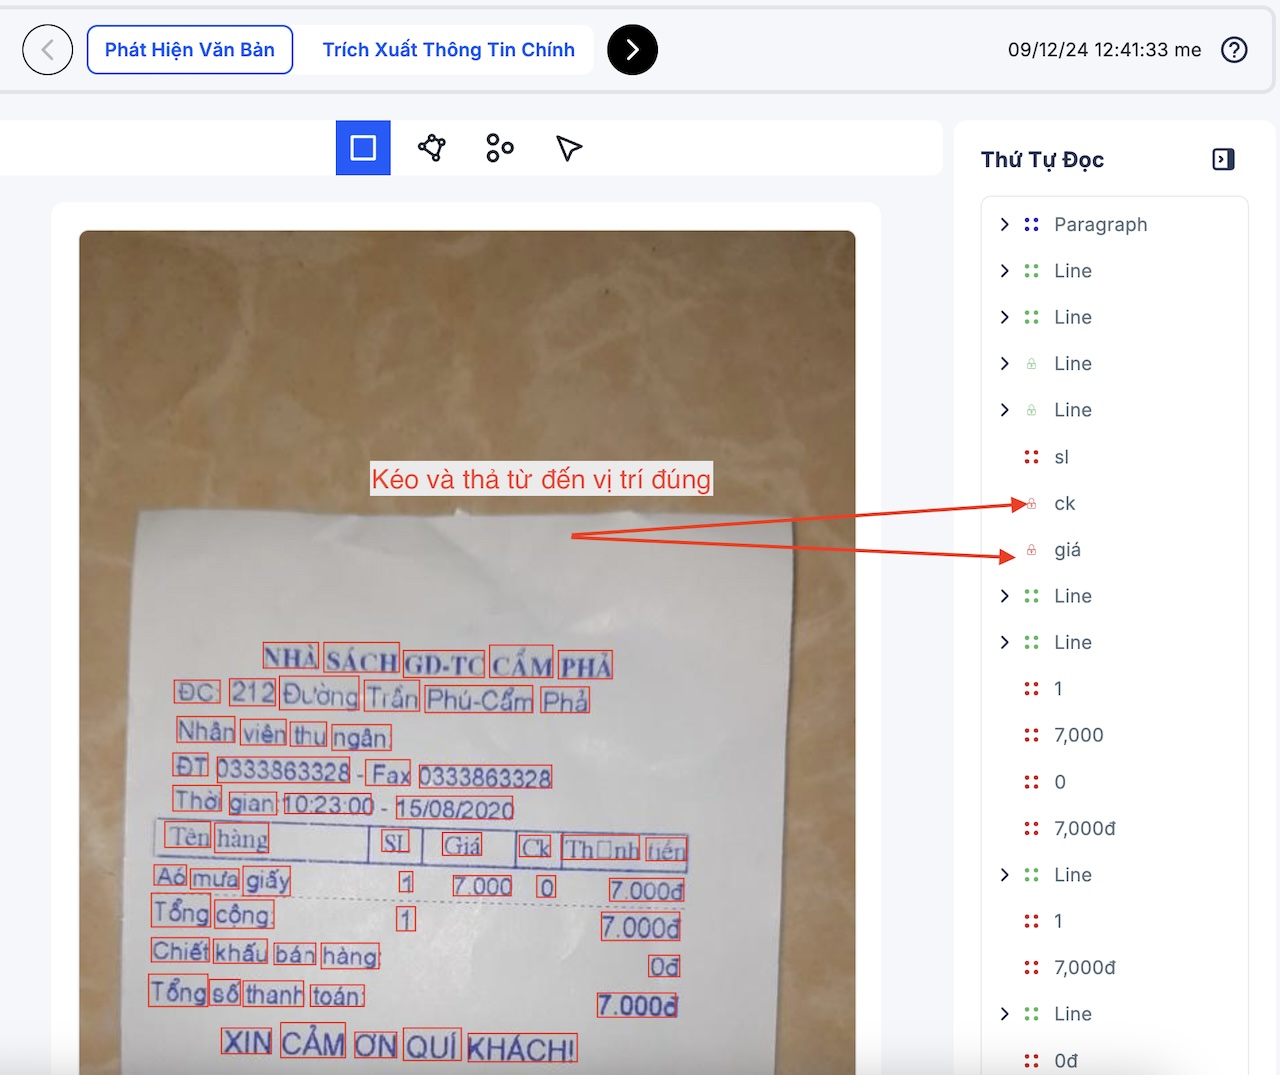 Phát Hiện Văn Bản
Trích Xuất Thông Tin Chính
09/12/24 12:41:33 me
Thứ Tự Đọc
Paragraph
Line
Line
Line
Line
sl
ck
giá
Line
Line
1
7,000
0
7,000đ
Line
1
7,000đ
Line
0đ
Kéo và thả từ đến vị trí đúng
NHÀ SÁCH GD-TC CẨM PHẢ
ĐC: 212 Đường Trần Phú-Cẩm Phả
Nhân viên thu ngân:
ĐT 0333863328 - Fax 0333863328
Thời gian: 10:23:00 - 15/08/2020
Tên hàng SL Giá Ck Th□nh tiền
Aó mưa giấy 1 7.000 0 7.000đ
Tổng cộng: 1 7.000đ
Chiết khấu bán hàng: 0đ
Tổng số thanh toán: 7.000đ
XIN CẢM ƠN QUÍ KHÁCH!